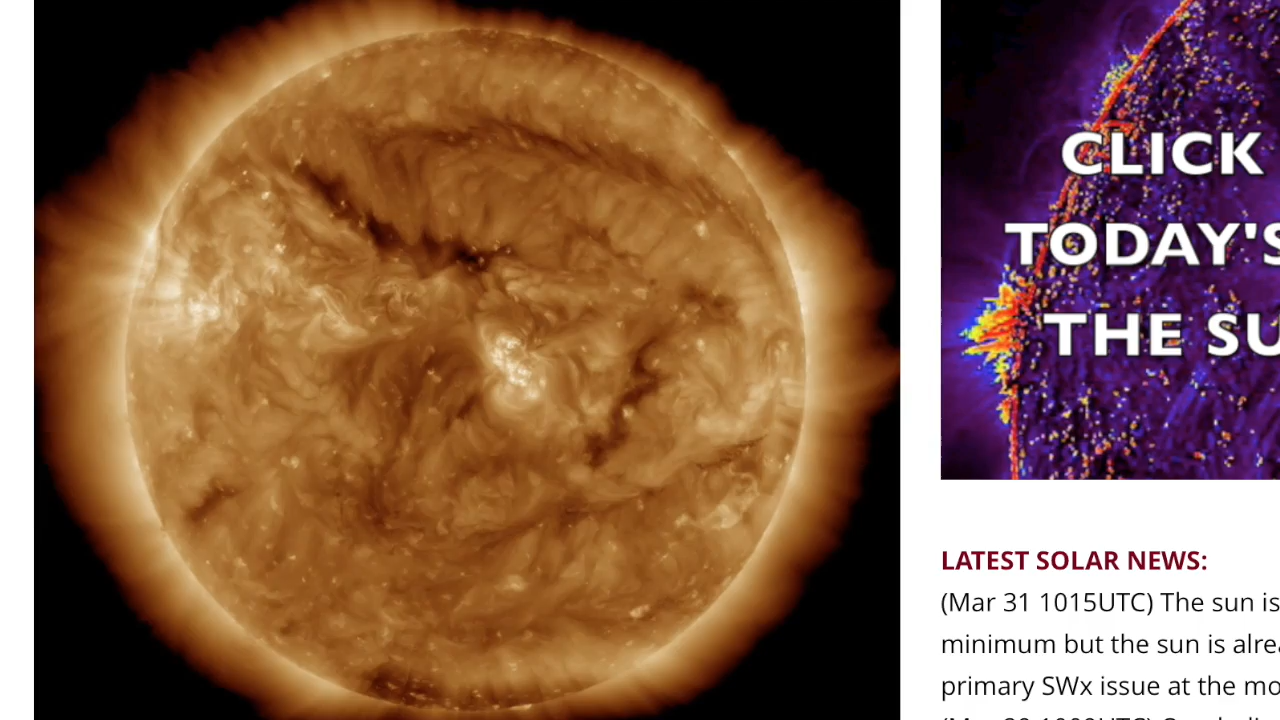 CLICK
TODAY'S
THE SU
LATEST SOLAR NEWS:
(Mar 31 1015UTC) The sun is
minimum but the sun is alrea
primary SWx issue at the mo